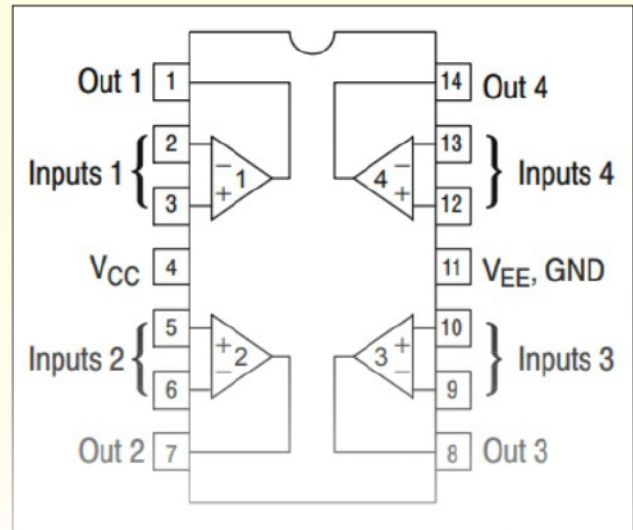 Out 1 1 14 Out 4
2 − − 13
Inputs 1 { 1 4 } Inputs 4
3 + + 12
VCC 4 11 VEE, GND
5 + + 10
Inputs 2 { 2 3 } Inputs 3
6 − − 9
Out 2 7 8 Out 3